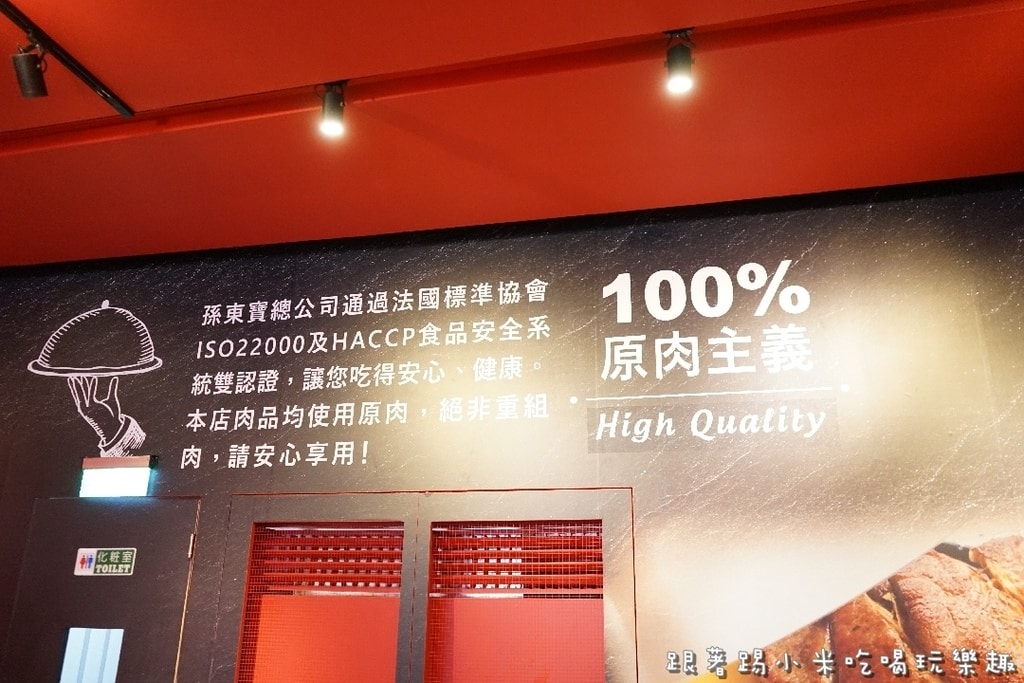 孫東寶總公司通過法國標準協會
ISO22000及HACCP食品安全系
統雙認證，讓您吃得安心、健康。
本店肉品均使用原肉，絕非重組
肉，請安心享用！
100%
原肉主義
High Quality
化粧室
TOILET
跟著踢小米吃喝玩樂趣